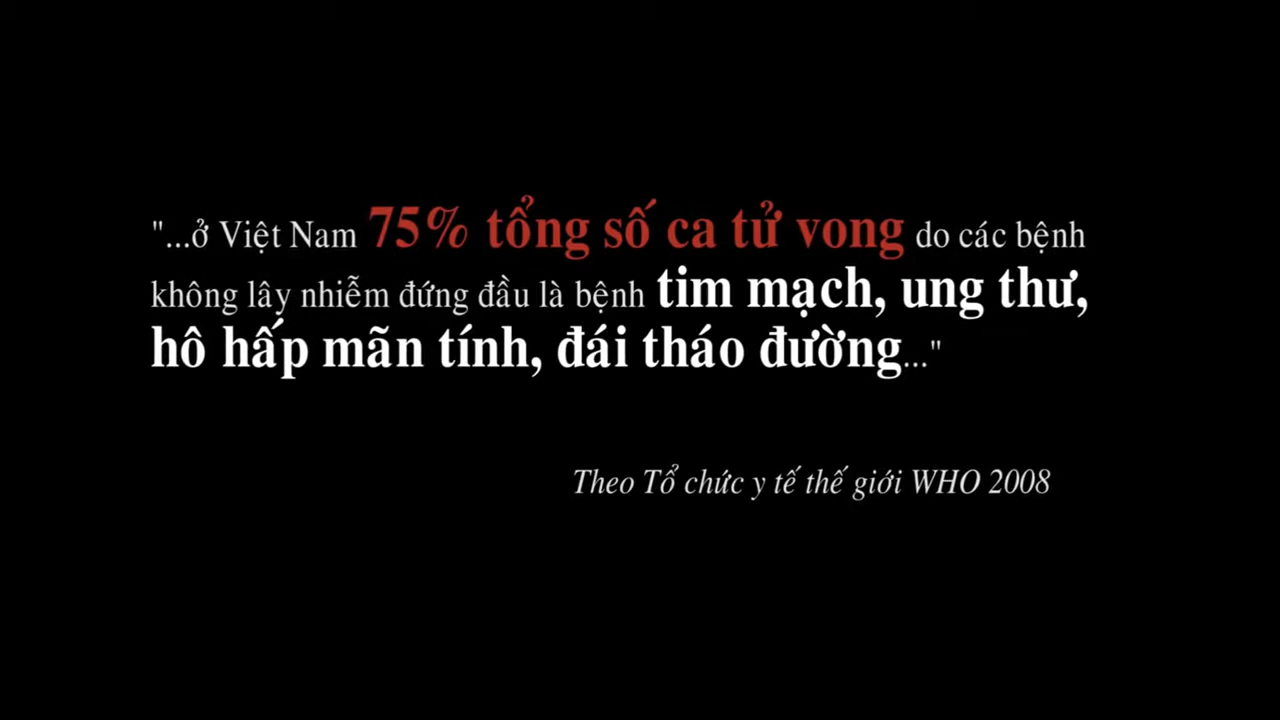 "...ở Việt Nam 75% tổng số ca tử vong do các bệnh
không lây nhiễm đứng đầu là bệnh tim mạch, ung thư,
hô hấp mãn tính, đái tháo đường..."
Theo Tổ chức y tế thế giới WHO 2008